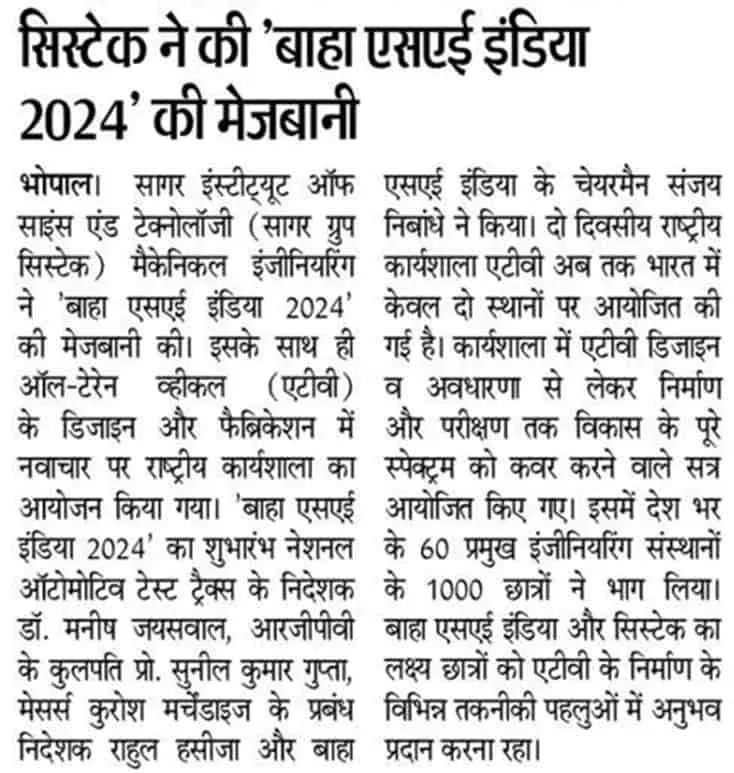 सिस्टेक ने की 'बाहा एसएई इंडिया
2024' की मेजबानी
भोपाल। सागर इंस्टीट्यूट ऑफ
साइंस एंड टेक्नोलॉजी (सागर ग्रुप
सिस्टेक) मैकेनिकल इंजीनियरिंग
ने 'बाहा एसएई इंडिया 2024'
की मेजबानी की। इसके साथ ही
ऑल-टेरेन व्हीकल (एटीवी)
के डिजाइन और फैब्रिकेशन में
नवाचार पर राष्ट्रीय कार्यशाला का
आयोजन किया गया। 'बाहा एसएई
इंडिया 2024' का शुभारंभ नेशनल
ऑटोमोटिव टेस्ट ट्रैक्स के निदेशक
डॉ. मनीष जयसवाल, आरजीपीवी
के कुलपति प्रो. सुनील कुमार गुप्ता,
मेसर्स कुरोश मर्चेंडाइज के प्रबंध
निदेशक राहुल हसीजा और बाहा
एसएई इंडिया के चेयरमैन संजय
निबांधे ने किया। दो दिवसीय राष्ट्रीय
कार्यशाला एटीवी अब तक भारत में
केवल दो स्थानों पर आयोजित की
गई है। कार्यशाला में एटीवी डिजाइन
व अवधारणा से लेकर निर्माण
और परीक्षण तक विकास के पूरे
स्पेक्ट्रम को कवर करने वाले सत्र
आयोजित किए गए। इसमें देश भर
के 60 प्रमुख इंजीनियरिंग संस्थानों
के 1000 छात्रों ने भाग लिया।
बाहा एसएई इंडिया और सिस्टेक का
लक्ष्य छात्रों को एटीवी के निर्माण के
विभिन्न तकनीकी पहलुओं में अनुभव
प्रदान करना रहा।